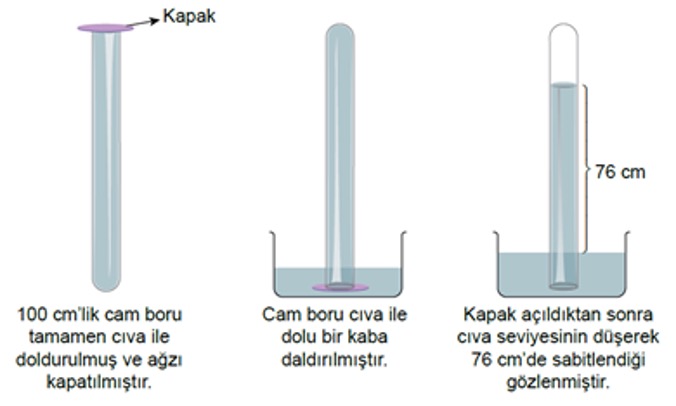 Kapak
76 cm
100 cm'lik cam boru
tamamen cıva ile
doldurulmuş ve ağzı
kapatılmıştır.
Cam boru cıva ile
dolu bir kaba
daldırılmıştır.
Kapak açıldıktan sonra
cıva seviyesinin düşerek
76 cm'de sabitlendiği
gözlenmiştir.